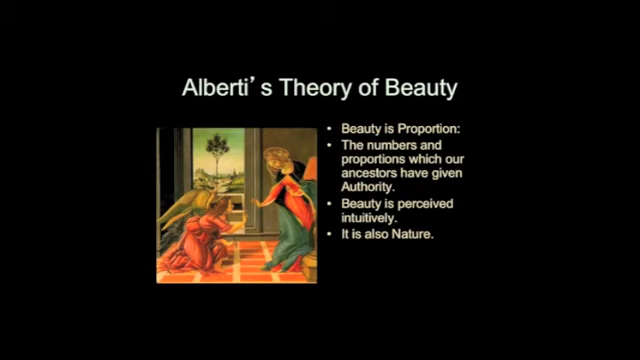 Alberti's Theory of Beauty
• Beauty is Proportion:
• The numbers and
proportions which our
ancestors have given
Authority.
• Beauty is perceived
intuitively.
• It is also Nature.